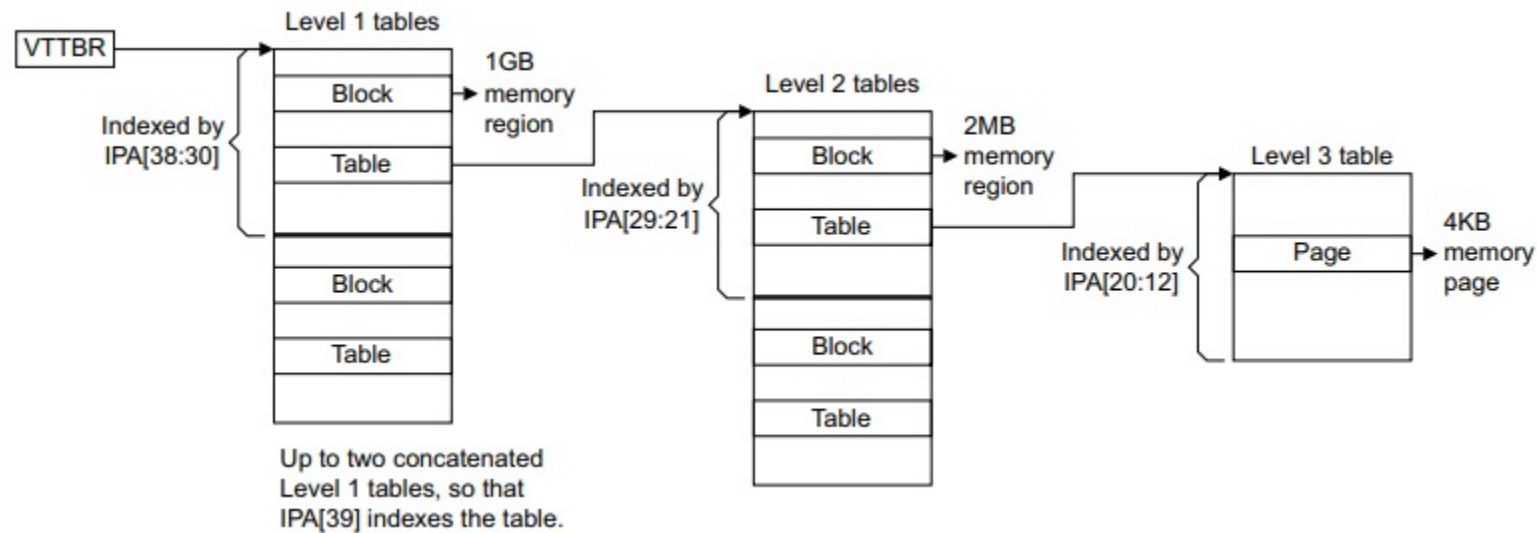 Level 1 tables
VTTBR
Block
1GB
memory
region
Indexed by
IPA[38:30]
Table
Block
Table
Up to two concatenated
Level 1 tables, so that
IPA[39] indexes the table.
Level 2 tables
Block
2MB
memory
region
Indexed by
IPA[29:21]
Table
Block
Table
Level 3 table
Indexed by
IPA[20:12]
Page
4KB
memory
page